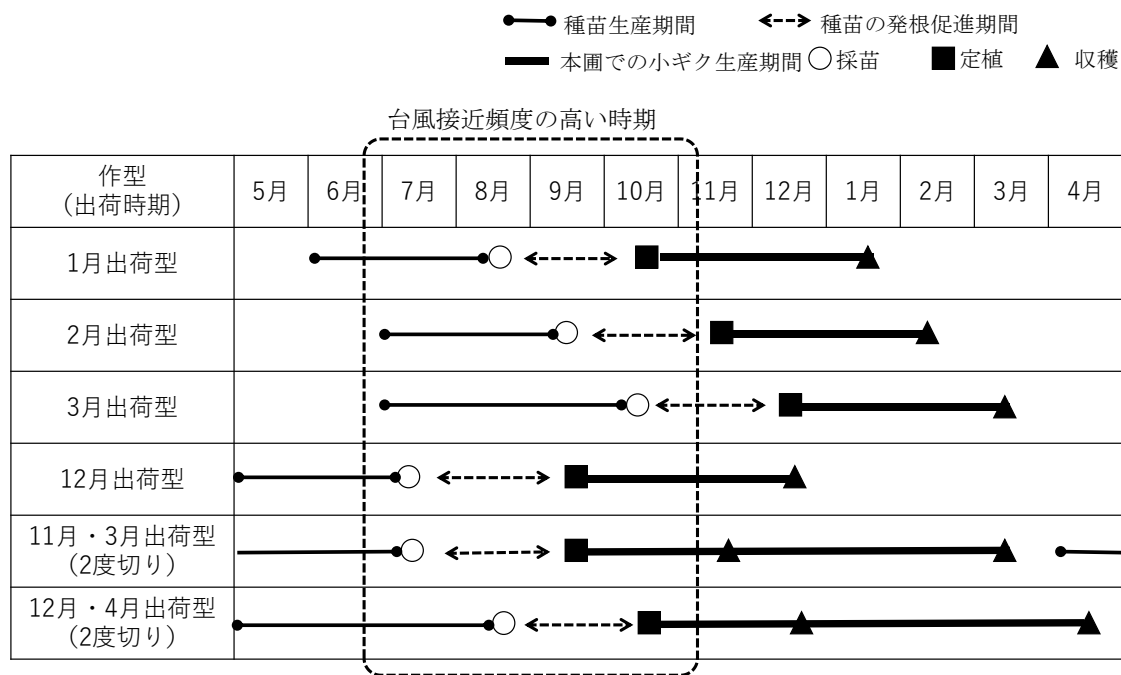 種苗生産期間 種苗の発根促進期間
本圃での小ギク生産期間 採苗 定植 収穫
台風接近頻度の高い時期
作型
（出荷時期）
5月 6月 7月 8月 9月 10月 11月 12月 1月 2月 3月 4月
1月出荷型
2月出荷型
3月出荷型
12月出荷型
11月・3月出荷型
(2度切り)
12月・4月出荷型
(2度切り)